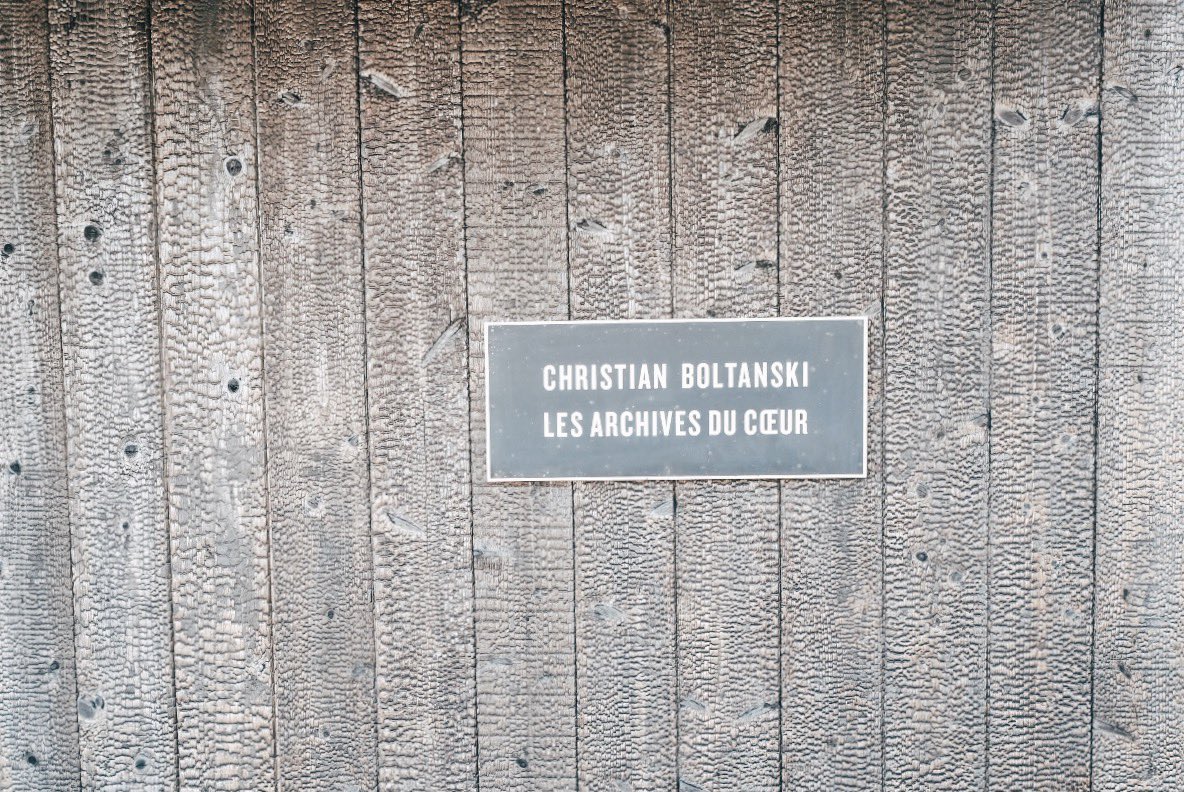 CHRISTIAN BOLTANSKI
LES ARCHIVES DU CŒUR